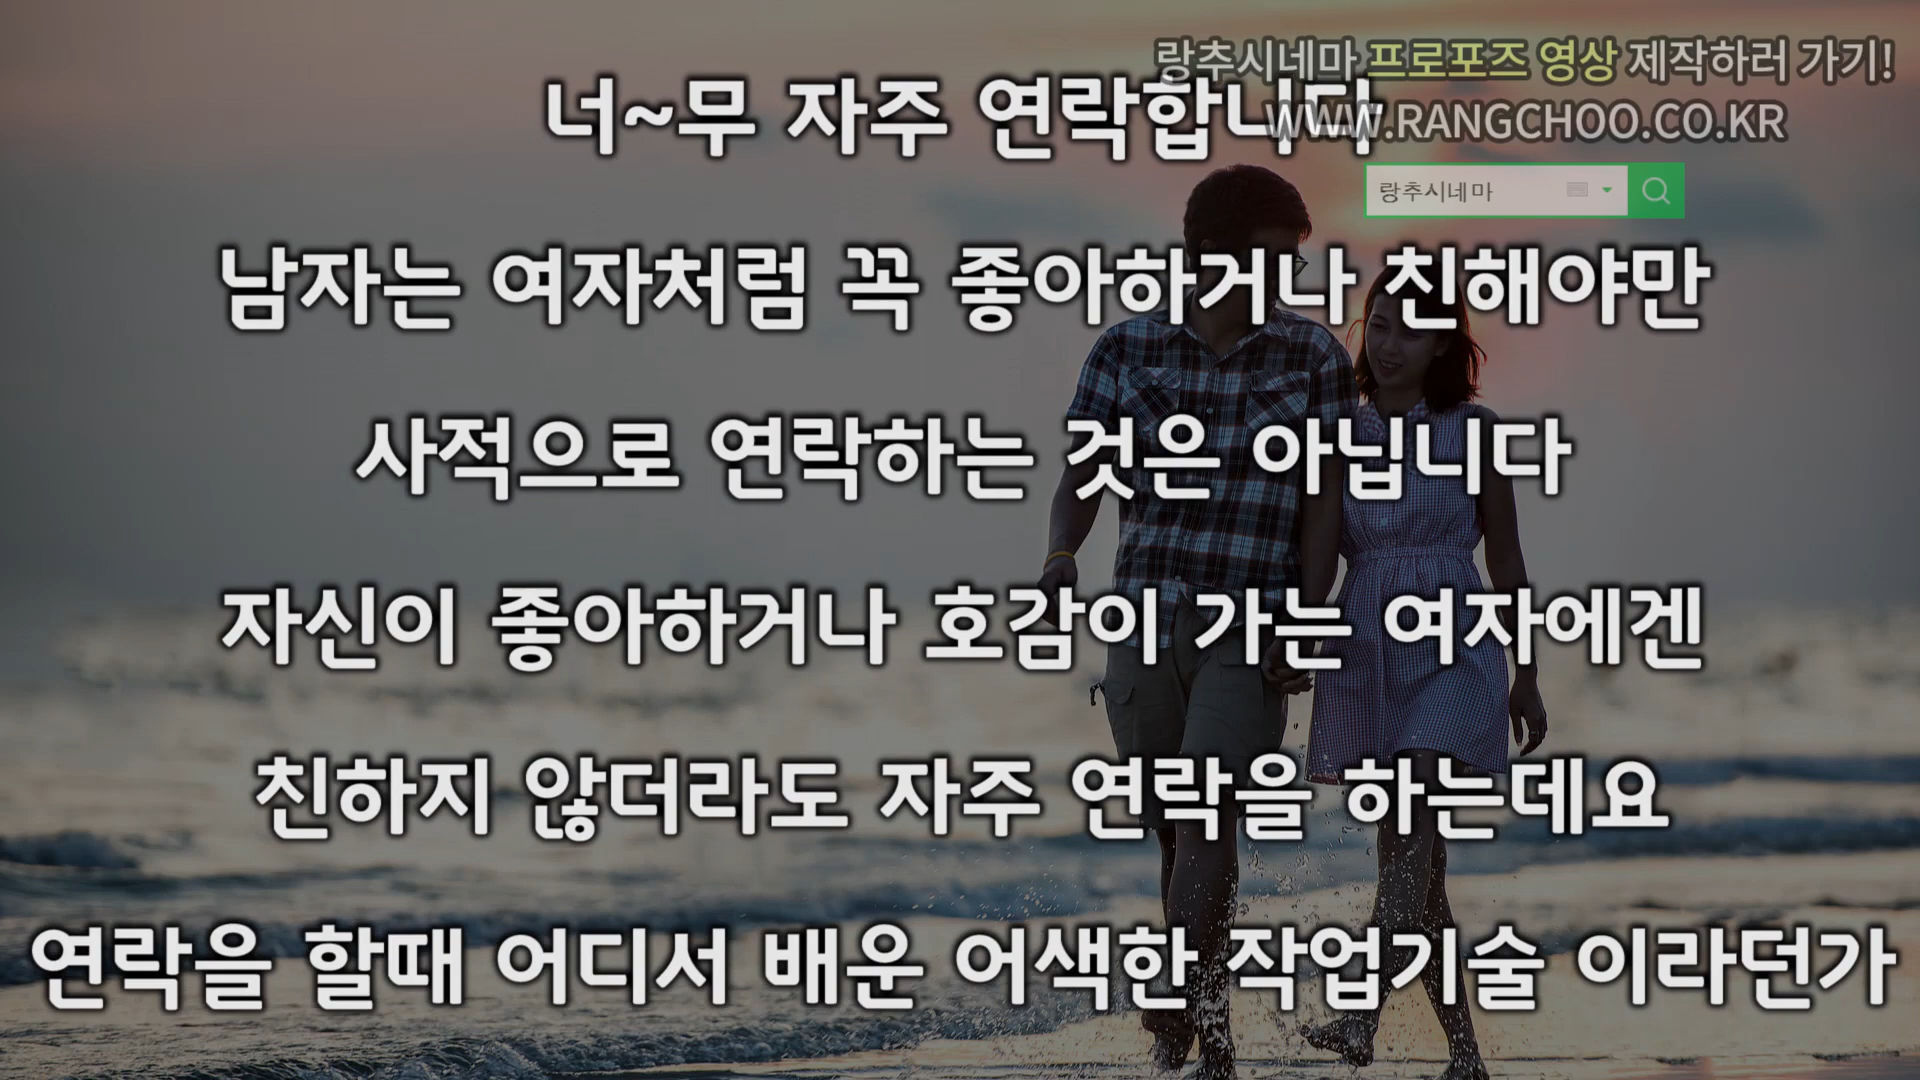 랑추시네마 프로포즈 영상 제작하러 가기!
WWW.RANGCHOO.CO.KR
랑추시네마
너~무 자주 연락합니다
남자는 여자처럼 꼭 좋아하거나 친해야만
사적으로 연락하는 것은 아닙니다
자신이 좋아하거나 호감이 가는 여자에겐
친하지 않더라도 자주 연락을 하는데요
연락을 할때 어디서 배운 어색한 작업기술 이라던가